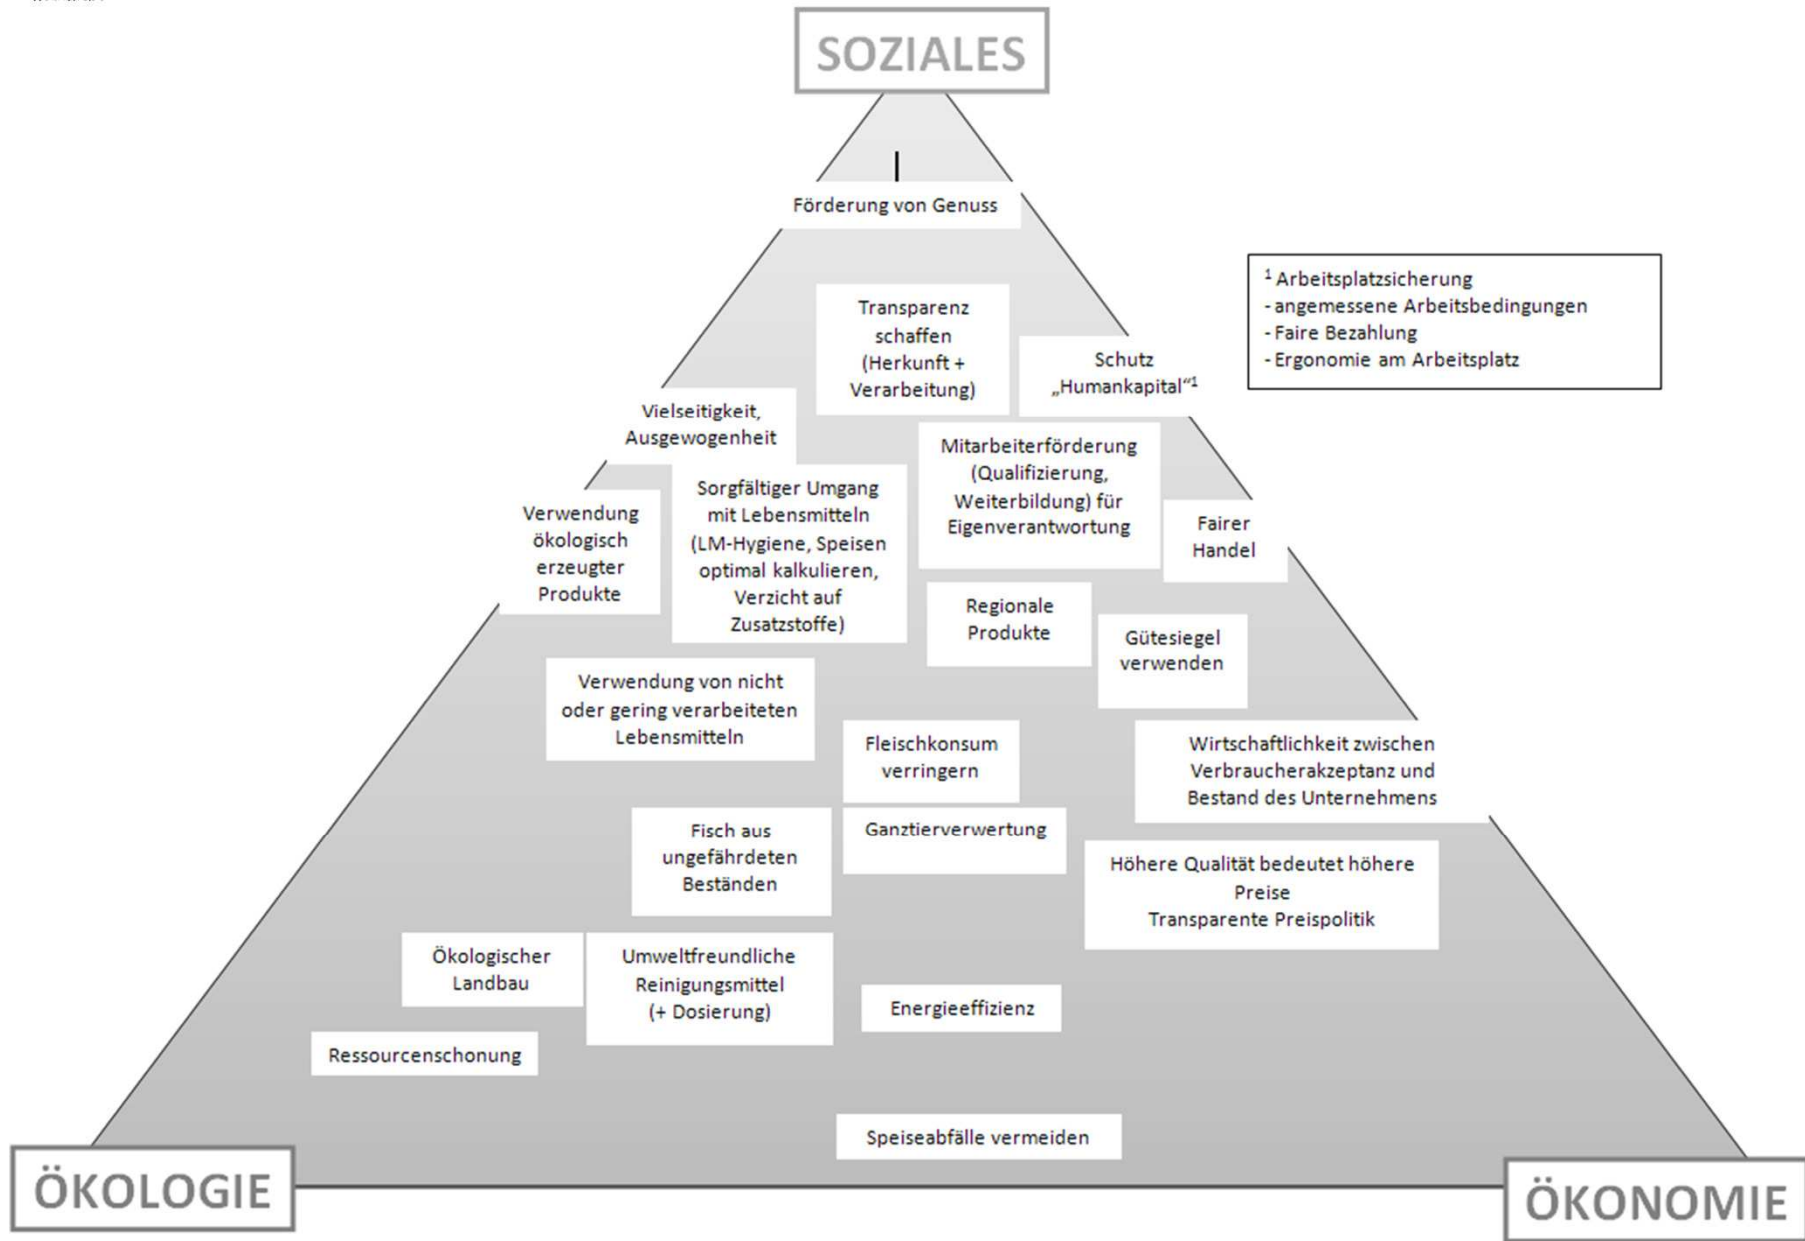 SOZIALES
Förderung von Genuss
Transparenz
schaffen
(Herkunft +
Verarbeitung)
Schutz
„Humankapital“¹
¹ Arbeitsplatzsicherung
- angemessene Arbeitsbedingungen
- Faire Bezahlung
- Ergonomie am Arbeitsplatz
Vielseitigkeit,
Ausgewogenheit
Mitarbeiterförderung
(Qualifizierung,
Weiterbildung) für
Eigenverantwortung
Sorgfältiger Umgang
mit Lebensmitteln
(LM-Hygiene, Speisen
optimal kalkulieren,
Verzicht auf
Zusatzstoffe)
Verwendung
ökologisch
erzeugter
Produkte
Fairer
Handel
Regionale
Produkte
Gütesiegel
verwenden
Verwendung von nicht
oder gering verarbeiteten
Lebensmitteln
Fleischkonsum
verringern
Wirtschaftlichkeit zwischen
Verbraucherakzeptanz und
Bestand des Unternehmens
Fisch aus
ungefährdeten
Beständen
Ganztierverwertung
Höhere Qualität bedeutet höhere
Preise
Transparente Preispolitik
Ökologischer
Landbau
Umweltfreundliche
Reinigungsmittel
(+ Dosierung)
Energieeffizienz
Ressourcenschonung
Speiseabfälle vermeiden
ÖKOLOGIE
ÖKONOMIE